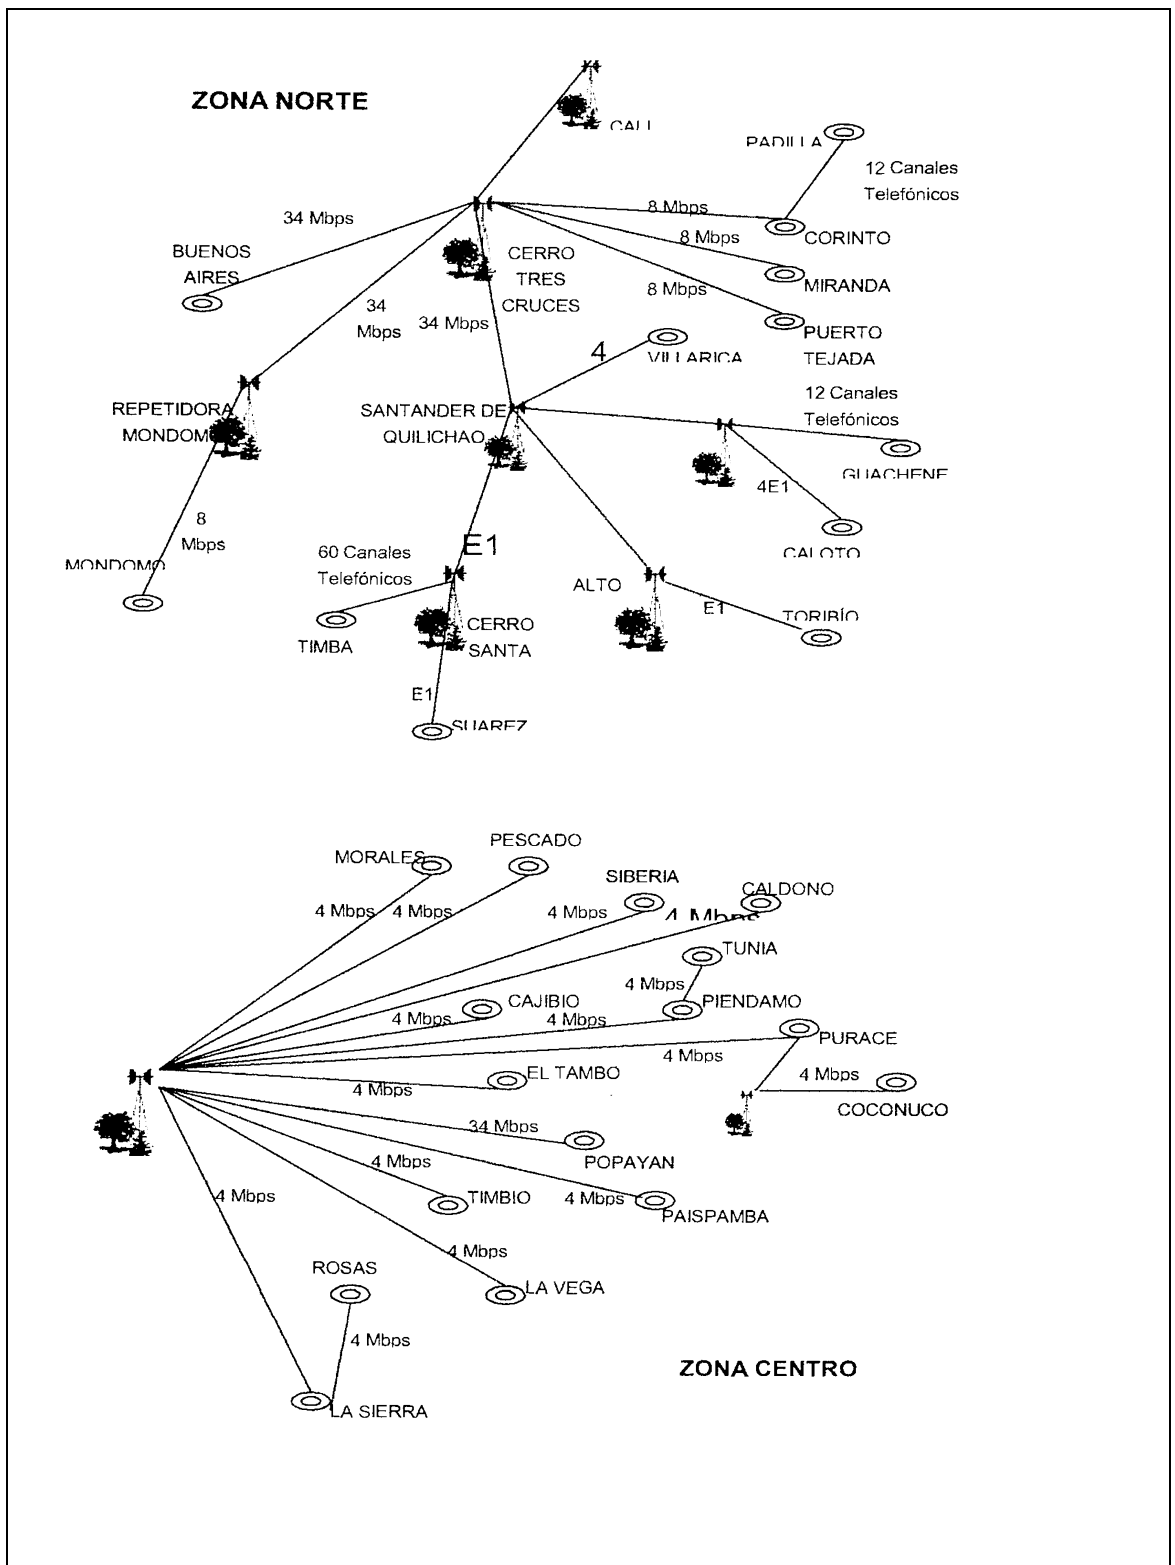 ZONA NORTE
CALI
PADILLA
12 Canales
Telefónicos
34 Mbps
8 Mbps
CORINTO
8 Mbps
BUENOS
AIRES
CERRO
TRES
CRUCES
MIRANDA
8 Mbps
34
Mbps
34 Mbps
PUERTO
TEJADA
4
VILLARICA
12 Canales
Telefónicos
REPETIDORA
MONDOMO
SANTANDER DE
QUILICHAO
GUACHENE
4E1
8
Mbps
E1
CALOTO
MONDOMO
60 Canales
Telefónicos
ALTO
E1
TORIBÍO
TIMBA
CERRO
SANTA
E1
SUAREZ
PESCADO
MORALES
SIBERIA
CALDONO
4 Mbps
4 Mbps
4 Mbps
4 Mbps
TUNIA
4 Mbps
CAJIBIO
PIENDAMO
4 Mbps
4 Mbps
PURACE
4 Mbps
EL TAMBO
4 Mbps
4 Mbps
COCONUCO
34 Mbps
POPAYAN
4 Mbps
4 Mbps
TIMBIO
4 Mbps
PAISPAMBA
4 Mbps
ROSAS
LA VEGA
4 Mbps
ZONA CENTRO
LA SIERRA